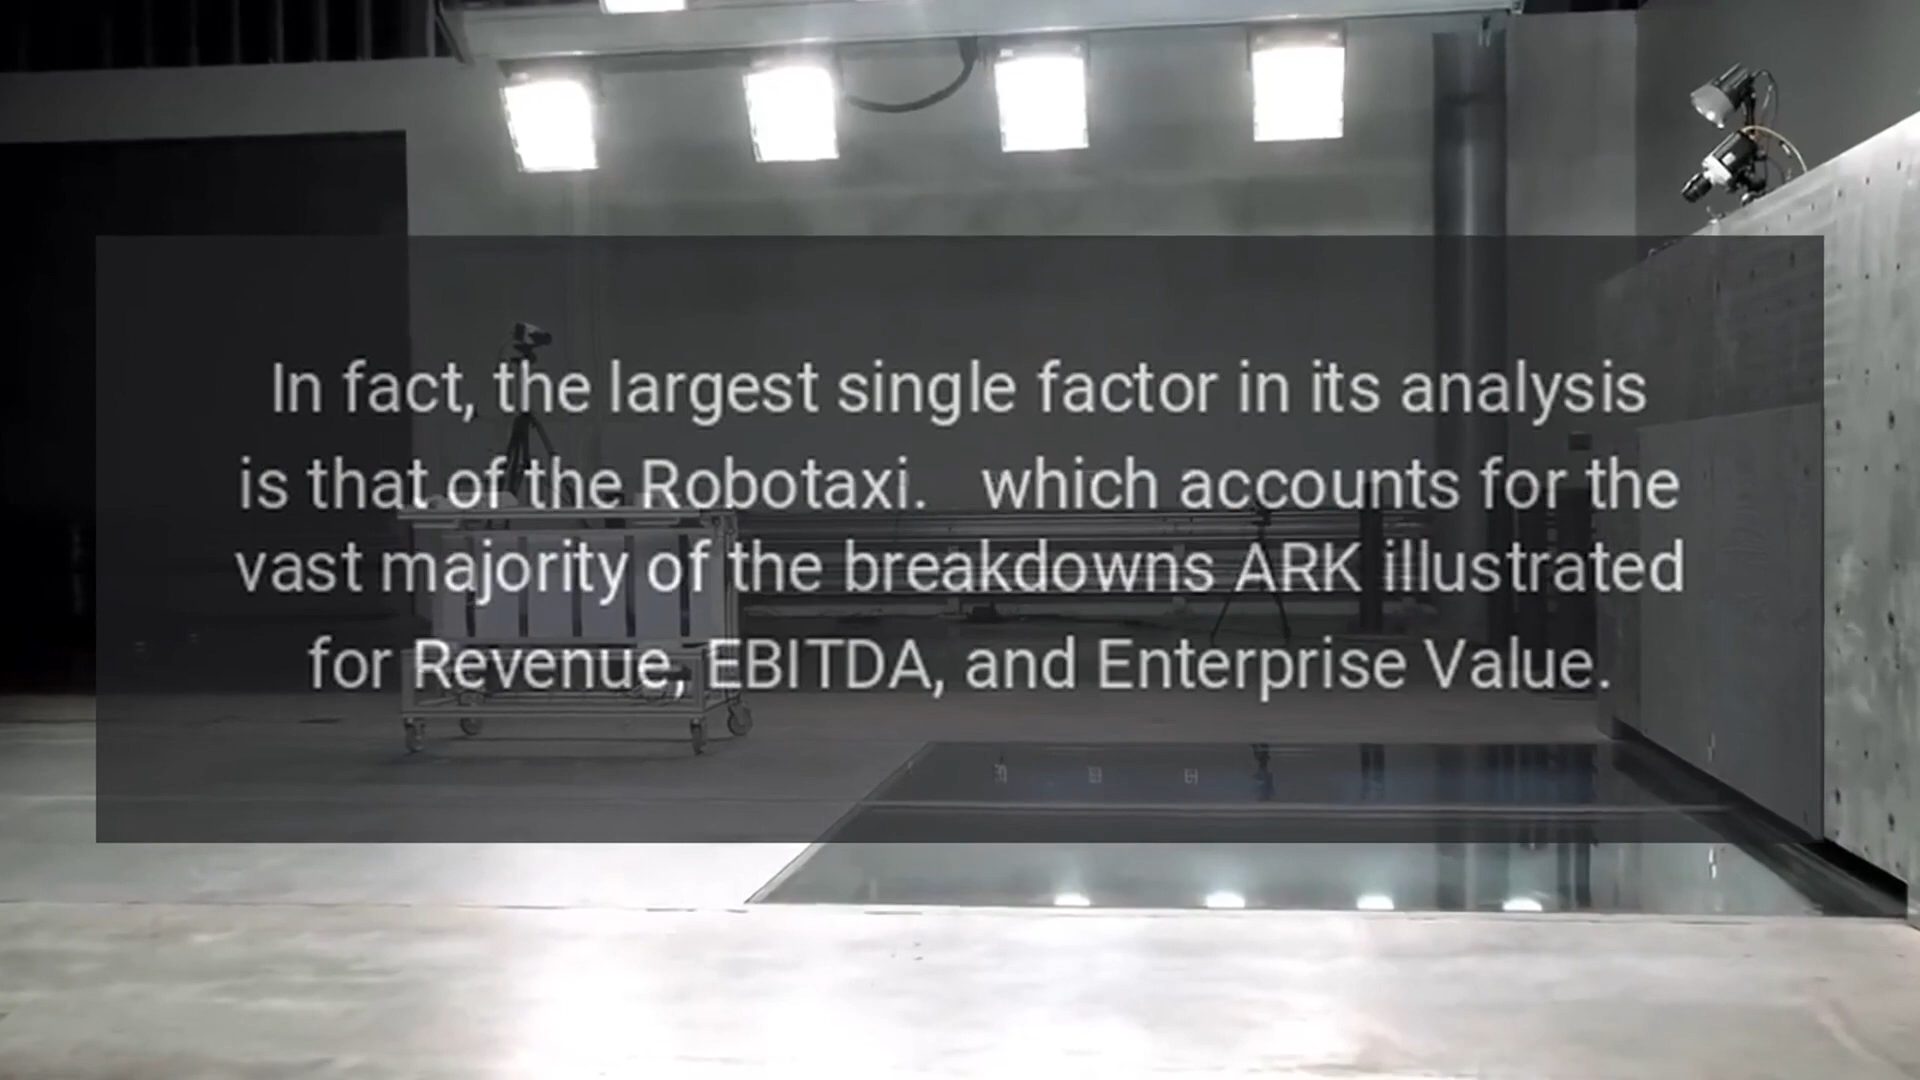 In fact, the largest single factor in its analysis
is that of the Robotaxi.   which accounts for the
vast majority of the breakdowns ARK illustrated
for Revenue, EBITDA, and Enterprise Value.